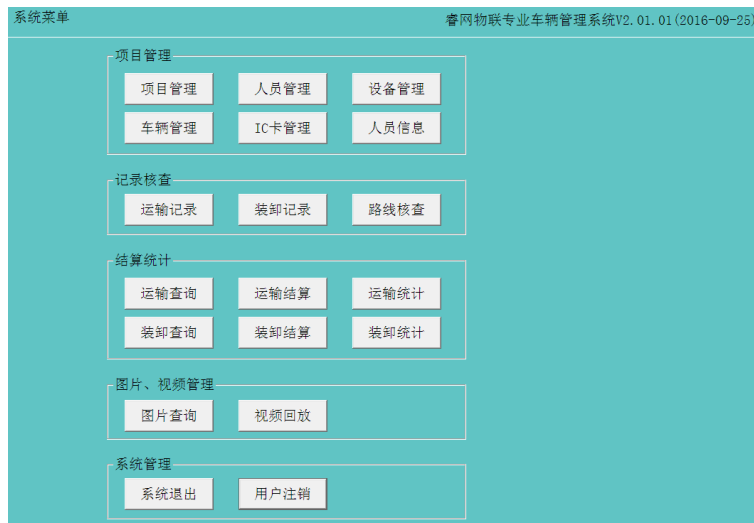 系统菜单 睿网物联专业车辆管理系统V2.01.01(2016-09-25)
项目管理
项目管理 人员管理 设备管理
车辆管理 IC卡管理 人员信息
记录核查
运输记录 装卸记录 路线核查
结算统计
运输查询 运输结算 运输统计
装卸查询 装卸结算 装卸统计
图片、视频管理
图片查询 视频回放
系统管理
系统退出 用户注销